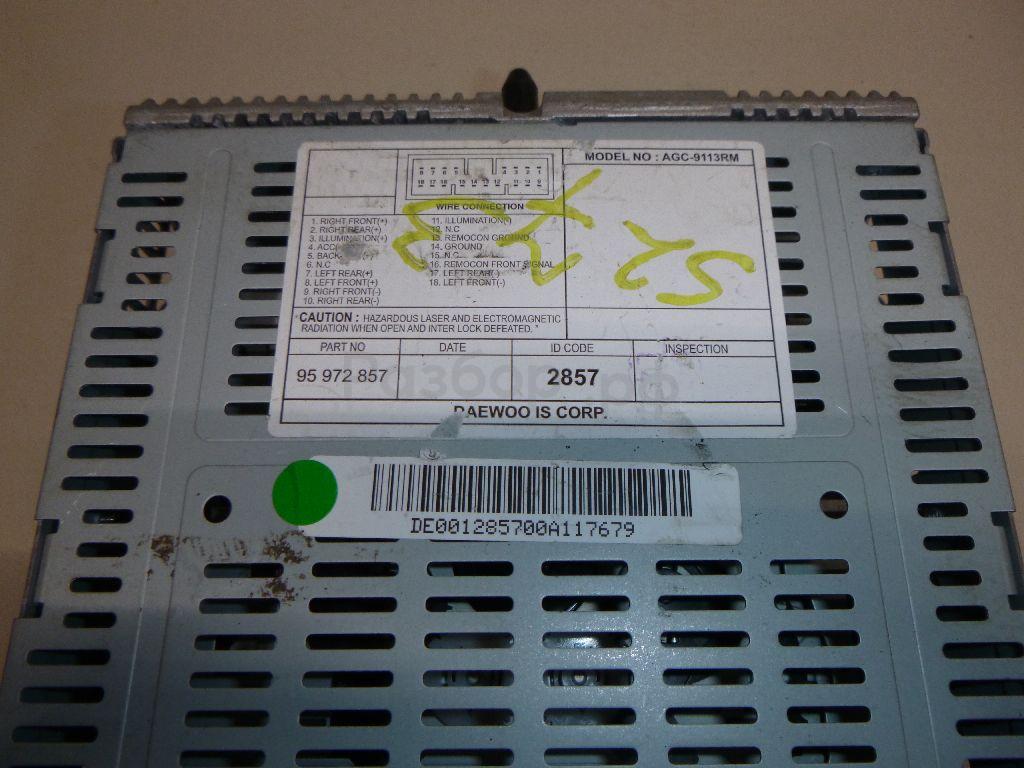 MODEL NO : AGC-9113RM
WIRE CONNECTION
1. RIGHT FRONT(+)
2. RIGHT REAR(+)
3. ILLUMINATION(+)
4. ACC
5. BACK (-)
6. N.C
7. LEFT REAR(+)
8. LEFT FRONT(+)
9. RIGHT FRONT(-)
10. RIGHT REAR(-)
11. ILLUMINATION(-)
12. N.C
13. REMOCON GROUND
14. GROUND
15. N.C
16. REMOCON FRONT SIGNAL
17. LEFT REAR(-)
18. LEFT FRONT(-)
52
CAUTION : HAZARDOUS LASER AND ELECTROMAGNETIC
RADIATION WHEN OPEN AND INTER LOCK DEFEATED. "
PART NO DATE ID CODE INSPECTION
95 972 857 2857
Разбор.рф
DAEWOO IS CORP.
DE001285700A117679